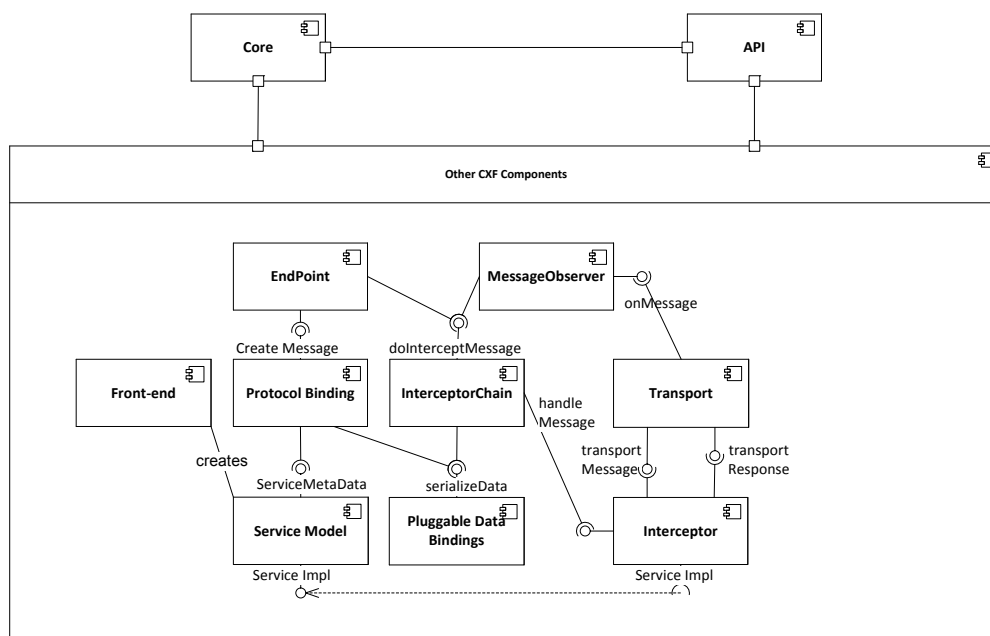 Core
API
Other CXF Components
EndPoint
MessageObserver
onMessage
Create Message
doInterceptMessage
Front-end
Protocol Binding
InterceptorChain
Transport
handle
Message
transport
Message
transport
Response
creates
ServiceMetaData
serializeData
Service Model
Pluggable Data
Bindings
Interceptor
Service Impl
Service Impl